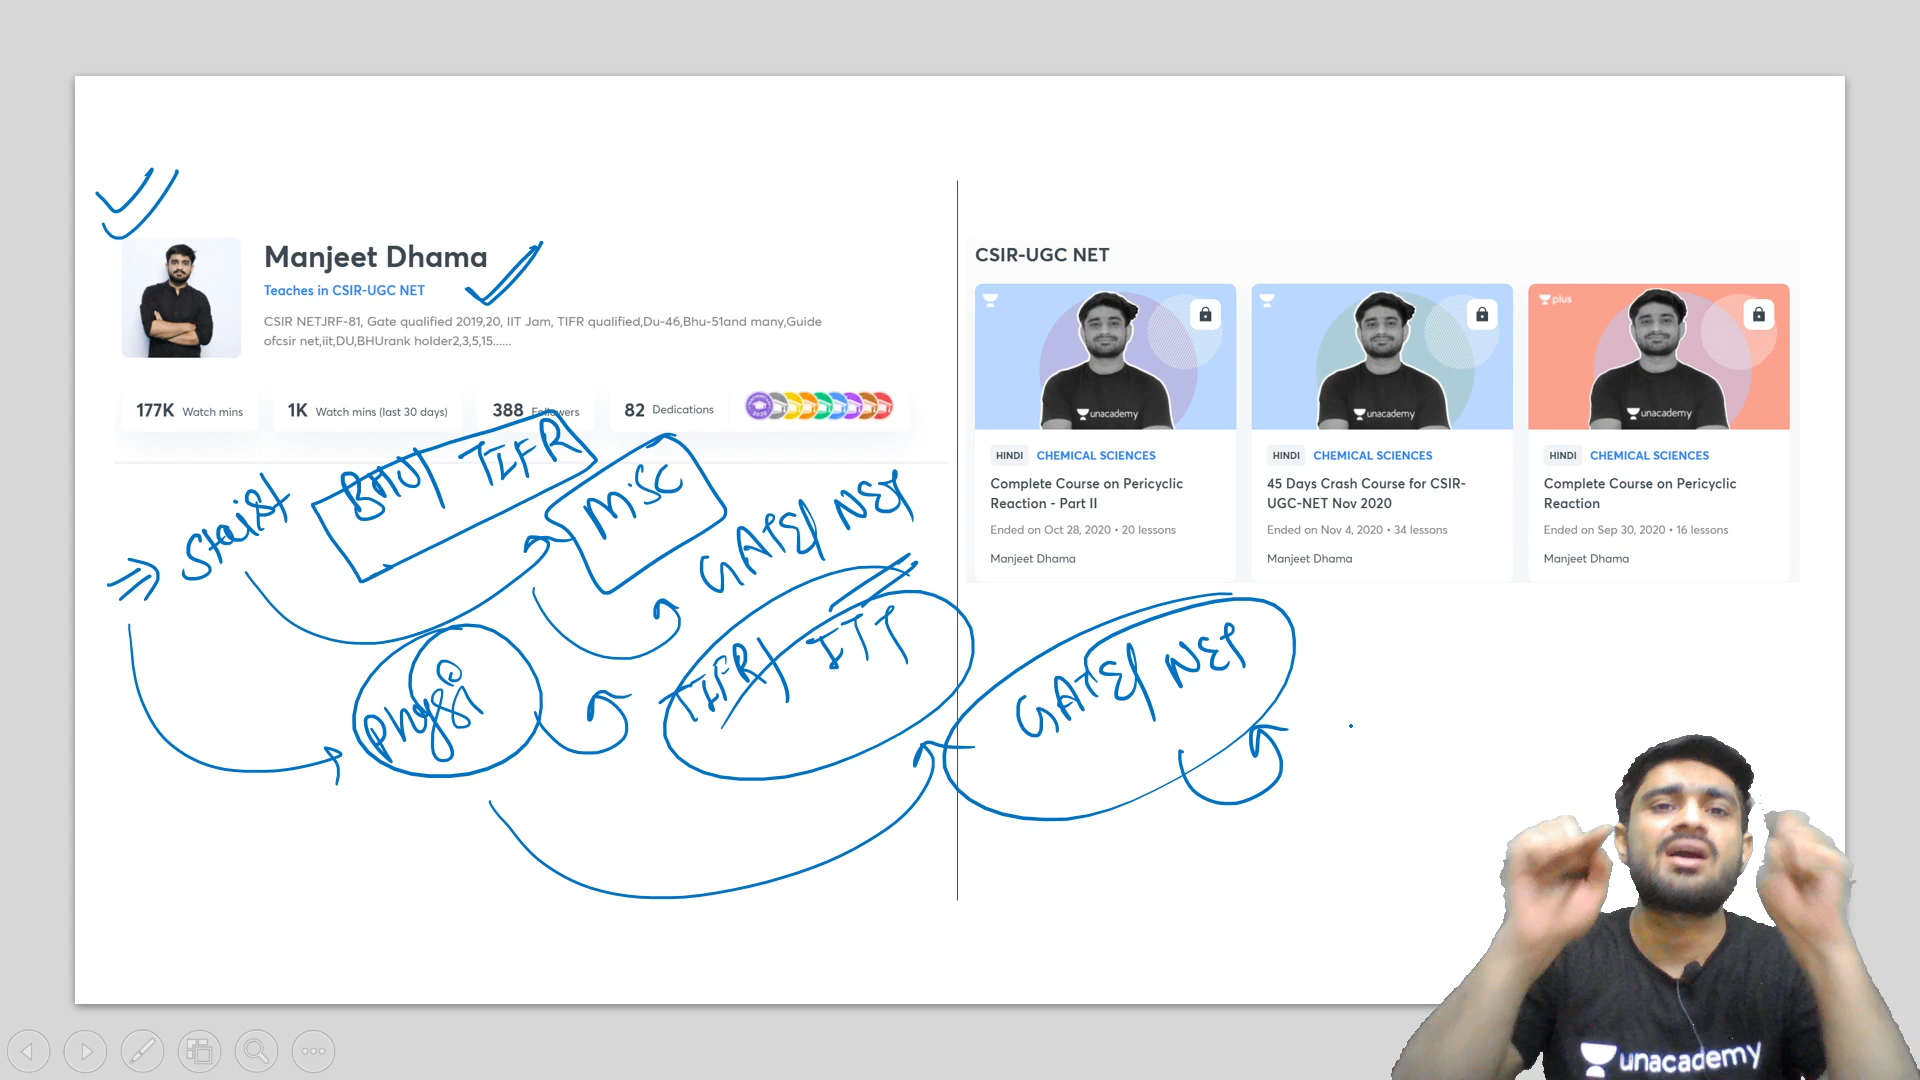 Manjeet Dhama
Teaches in CSIR-UGC NET
CSIR NETJRF-81, Gate qualified 2019,20, IIT Jam, TIFR qualified,Du-46,Bhu-51and many,Guide
ofcsir net,iit,DU,BHUrank holder2,3,5,15......
177K Watch mins
1K Watch mins (last 30 days)
388 Followers
82 Dedications
BHU/ TIFR
MSC
GATE/ NET
TIFR/ IIT
GATE/ NET
CSIR-UGC NET
plus
unacademy
unacademy
unacademy
HINDI CHEMICAL SCIENCES
Complete Course on Pericyclic
Reaction - Part II
Ended on Oct 28, 2020 • 20 lessons
Manjeet Dhama
HINDI CHEMICAL SCIENCES
45 Days Crash Course for CSIR-
UGC-NET Nov 2020
Ended on Nov 4, 2020 • 34 lessons
Manjeet Dhama
HINDI CHEMICAL SCIENCES
Complete Course on Pericyclic
Reaction
Ended on Sep 30, 2020 • 16 lessons
Manjeet Dhama
unacademy